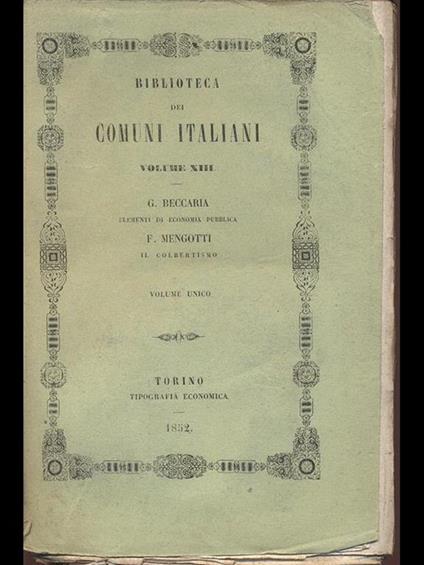 BIBLIOTECA
DEI
COMUNI ITALIANI
VOLUME XIII
G. BECCARIA
ELEMENTI DI ECONOMIA PUBBLICA
F. MENGOTTI
IL COLBERTISMO
VOLUME UNICO
TORINO
TIPOGRAFIA ECONOMICA
1852.